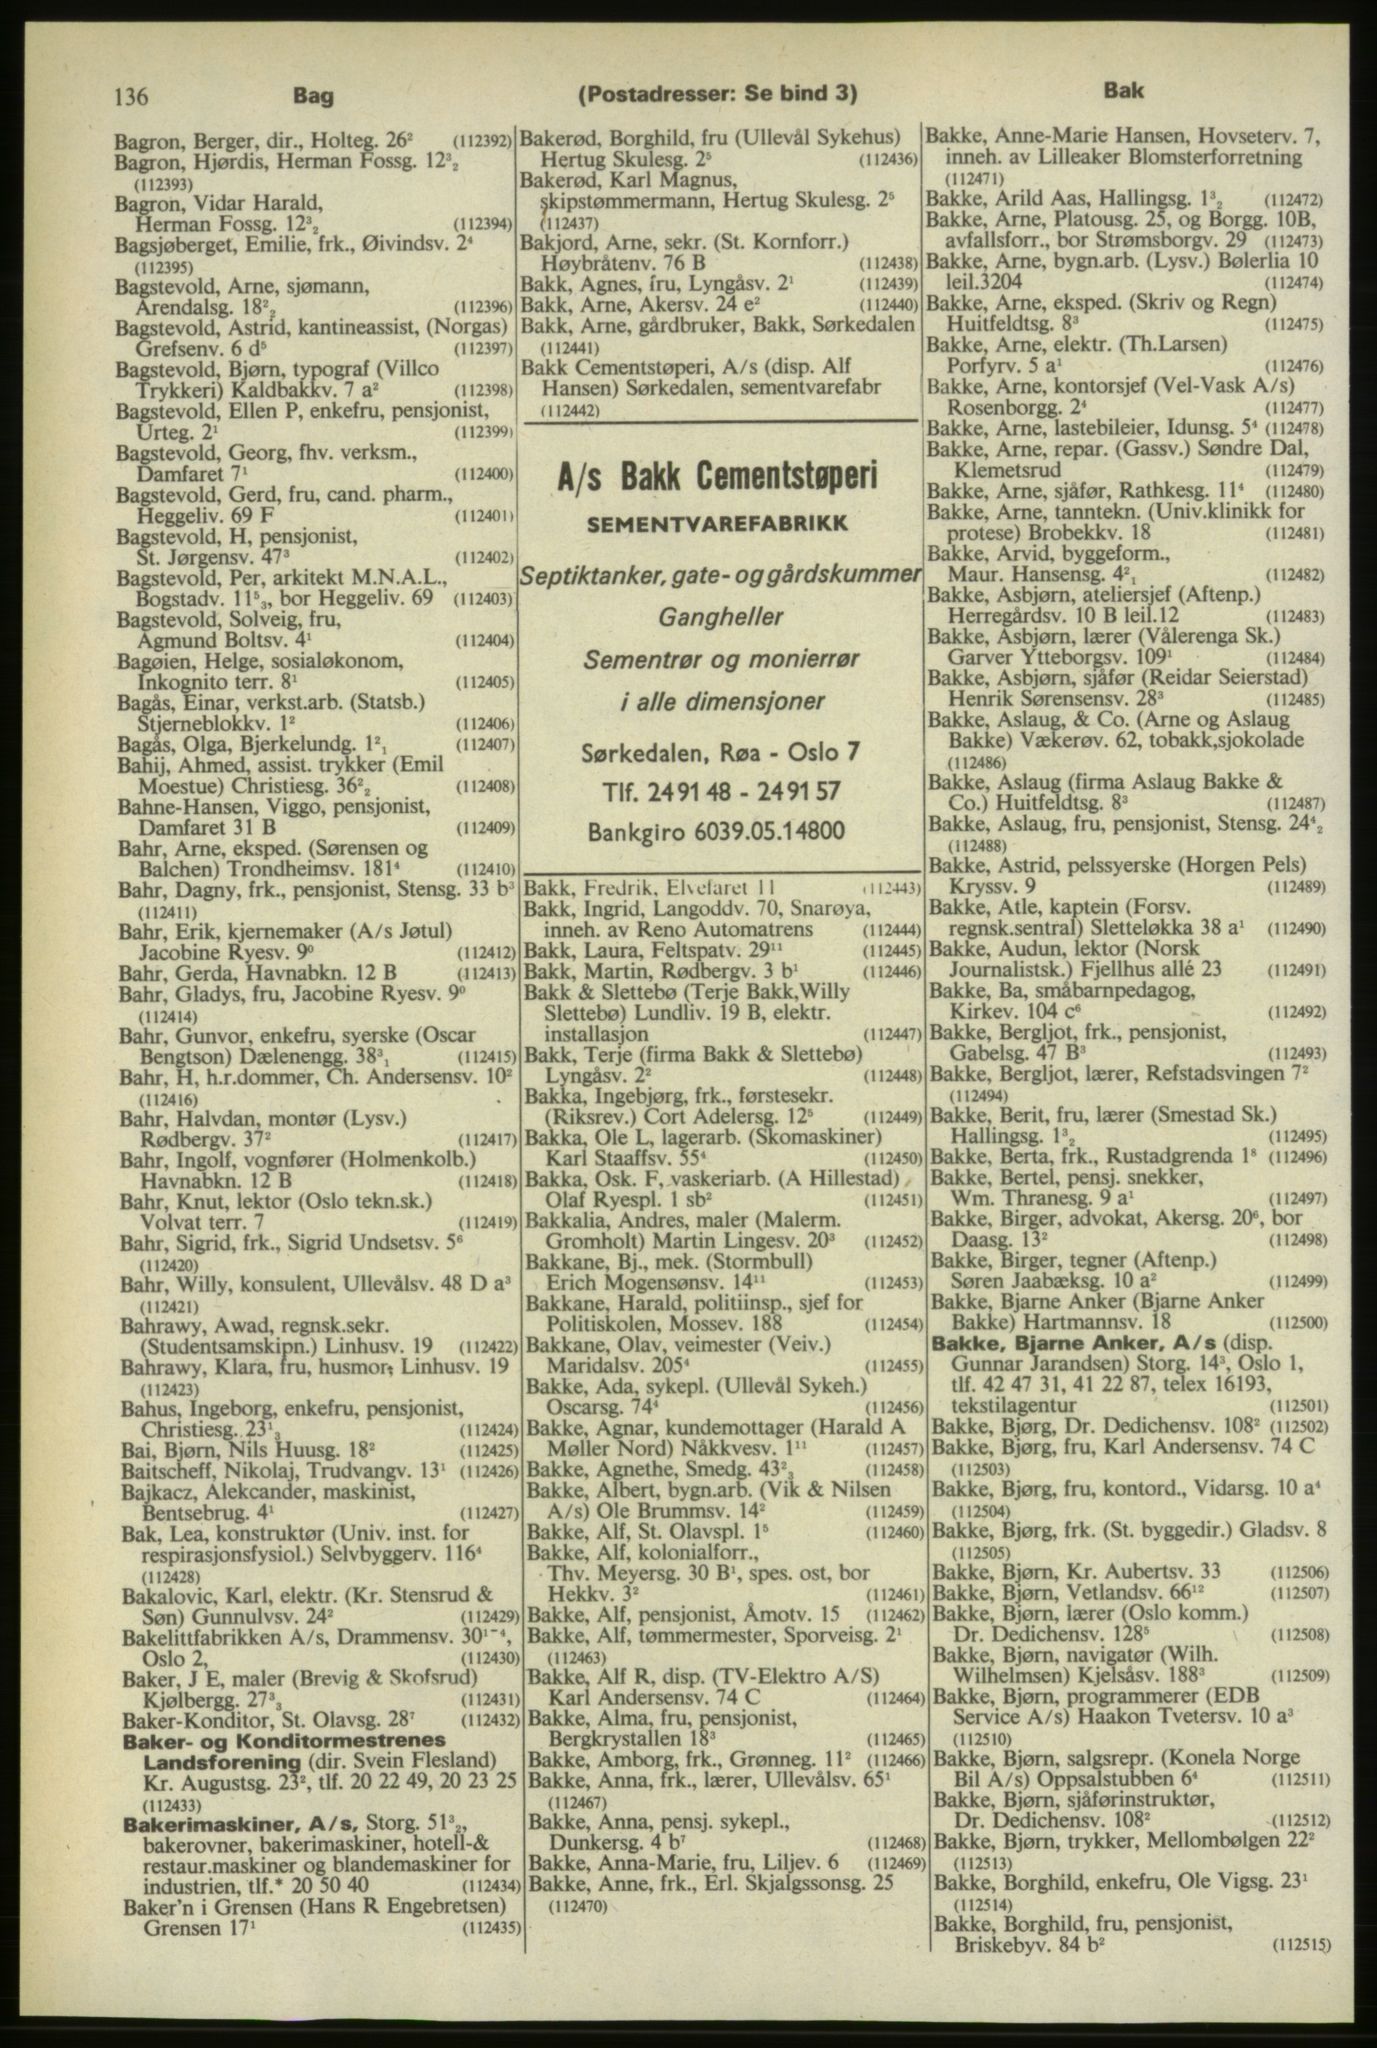 136
Bag
(Postadresser: Se bind 3)
Bak
Bagron, Berger, dir., Holteg. 26² (112392)
Bagron, Hjørdis, Herman Fossg. 12³₂
(112393)
Bagron, Vidar Harald,
Herman Fossg. 12³₂ (112394)
Bagsjøberget, Emilie, frk., Øivindsv. 2⁴
(112395)
Bagstevold, Arne, sjømann,
Arendalsg. 18²₂ (112396)
Bagstevold, Astrid, kantineassist, (Norgas)
Grefsenv. 6 d⁵ (112397)
Bagstevold, Bjørn, typograf (Villco
Trykkeri) Kaldbakkv. 7 a² (112398)
Bagstevold, Ellen P, enkefru, pensjonist,
Urteg. 2¹ (112399)
Bagstevold, Georg, fhv. verksm.,
Damfaret 7¹ (112400)
Bagstevold, Gerd, fru, cand. pharm.,
Heggeliv. 69 F (112401)
Bagstevold, H, pensjonist,
St. Jørgensv. 47³ (112402)
Bagstevold, Per, arkitekt M.N.A.L.,
Bogstadv. 11⁵₃, bor Heggeliv. 69 (112403)
Bagstevold, Solveig, fru,
Agmund Boltsv. 4¹ (112404)
Bagøien, Helge, sosialøkonom,
Inkognito terr. 8¹ (112405)
Bagås, Einar, verkst.arb. (Statsb.)
Stjerneblokkv. 1² (112406)
Bagås, Olga, Bjerkelundg. 1²₁ (112407)
Bahij, Ahmed, assist. trykker (Emil
Moestue) Christiesg. 36²₂ (112408)
Bahne-Hansen, Viggo, pensjonist,
Damfaret 31 B (112409)
Bahr, Arne, eksped. (Sørensen og
Balchen) Trondheimsv. 181⁴ (112410)
Bahr, Dagny, frk., pensjonist, Stensg. 33 b³
(112411)
Bahr, Erik, kjernemaker (A/s Jøtul)
Jacobine Ryesv. 9⁰ (112412)
Bahr, Gerda, Havnabkn. 12 B (112413)
Bahr, Gladys, fru, Jacobine Ryesv. 9⁰
(112414)
Bahr, Gunvor, enkefru, syerske (Oscar
Bengtson) Dælenengg. 38³₁ (112415)
Bahr, H, h.r.dommer, Ch. Andersensv. 10²
(112416)
Bahr, Halvdan, montør (Lysv.)
Rødbergv. 37² (112417)
Bahr, Ingolf, vognfører (Holmenkolb.)
Havnabkn. 12 B (112418)
Bahr, Knut, lektor (Oslo tekn.sk.)
Volvat terr. 7 (112419)
Bahr, Sigrid, frk., Sigrid Undsetsv. 5⁶
(112420)
Bahr, Willy, konsulent, Ullevålsv. 48 D a³
(112421)
Bahrawy, Awad, regnsk.sekr.
(Studentsamskipn.) Linhusv. 19 (112422)
Bahrawy, Klara, fru, husmor, Linhusv. 19
(112423)
Bahus, Ingeborg, enkefru, pensjonist,
Christiesg. 23¹₃ (112424)
Bai, Bjørn, Nils Huusg. 18² (112425)
Baitscheff, Nikolaj, Trudvangv. 13¹ (112426)
Bajkacz, Alekcander, maskinist,
Bentsebrug. 4¹ (112427)
Bak, Lea, konstruktør (Univ. inst. for
respirasjonsfysiol.) Selvbyggerv. 116⁴
(112428)
Bakalovic, Karl, elektr. (Kr. Stensrud &
Søn) Gunnulvsv. 24² (112429)
Bakelittfabrikken A/s, Drammensv. 30¹⁻⁴,
Oslo 2, (112430)
Baker, J E, maler (Brevig & Skofsrud)
Kjølbergg. 27³₃ (112431)
Baker-Konditor, St. Olavsg. 28⁷ (112432)
Baker- og Konditormestrenes
Landsforening (dir. Svein Flesland)
Kr. Augustsg. 23², tlf. 20 22 49, 20 23 25
(112433)
Bakerimaskiner, A/s, Storg. 51³₂,
bakerovner, bakerimaskiner, hotell-&
restaur.maskiner og blandemaskiner for
industrien, tlf.* 20 50 40 (112434)
Baker'n i Grensen (Hans R Engebretsen)
Grensen 17¹ (112435)
Bakerød, Borghild, fru (Ullevål Sykehus)
Hertug Skulesg. 2⁵ (112436)
Bakerød, Karl Magnus,
skipstømmermann, Hertug Skulesg. 2⁵
(112437)
Bakjord, Arne, sekr. (St. Kornforr.)
Høybråtenv. 76 B (112438)
Bakk, Agnes, fru, Lyngåsv. 2¹ (112439)
Bakk, Arne, Akersv. 24 e² (112440)
Bakk, Arne, gårdbruker, Bakk, Sørkedalen
(112441)
Bakk Cementstøperi, A/s (disp. Alf
Hansen) Sørkedalen, sementvarefabr
(112442)
A/s Bakk Cementstøperi
SEMENTVAREFABRIKK
Septiktanker, gate- og gårdskummer
Gangheller
Sementrør og monierrør
i alle dimensjoner
Sørkedalen, Røa - Oslo 7
Tlf. 24 91 48 - 24 91 57
Bankgiro 6039.05.14800
Bakk, Fredrik, Elvefaret 11 (112443)
Bakk, Ingrid, Langoddv. 70, Snarøya,
inneh. av Reno Automatrens (112444)
Bakk, Laura, Feltspatv. 29¹¹ (112445)
Bakk, Martin, Rødbergv. 3 b¹ (112446)
Bakk & Slettebø (Terje Bakk,Willy
Slettebø) Lundliv. 19 B, elektr.
installasjon (112447)
Bakk, Terje (firma Bakk & Slettebø)
Lyngåsv. 2² (112448)
Bakka, Ingebjørg, frk., førstesekr.
(Riksrev.) Cort Adelersg. 12⁵ (112449)
Bakka, Ole L, lagerarb. (Skomaskiner)
Karl Staaffsv. 55⁴ (112450)
Bakka, Osk. F, vaskeriarb. (A Hillestad)
Olaf Ryespl. 1 sb² (112451)
Bakkalia, Andres, maler (Malerm.
Gromholt) Martin Lingesv. 20³ (112452)
Bakkane, Bj., mek. (Stormbull)
Erich Mogensønsv. 14¹¹ (112453)
Bakkane, Harald, politiinsp., sjef for
Politiskolen, Mossev. 188 (112454)
Bakkane, Olav, veimester (Veiv.)
Maridalsv. 205⁴ (112455)
Bakke, Ada, sykepl. (Ullevål Sykeh.)
Oscarsg. 74⁴ (112456)
Bakke, Agnar, kundemottager (Harald A
Møller Nord) Nåkkvesv. 1¹¹ (112457)
Bakke, Agnethe, Smedg. 43²₃ (112458)
Bakke, Albert, bygn.arb. (Vik & Nilsen
A/s) Ole Brummsv. 14² (112459)
Bakke, Alf, St. Olavspl. 1⁵ (112460)
Bakke, Alf, kolonialforr.,
Thv. Meyersg. 30 B¹, spes. ost, bor
Hekkv. 3² (112461)
Bakke, Alf, pensjonist, Åmotv. 15 (112462)
Bakke, Alf, tømmermester, Sporveisg. 2¹
(112463)
Bakke, Alf R, disp. (TV-Elektro A/S)
Karl Andersensv. 74 C (112464)
Bakke, Alma, fru, pensjonist,
Bergkrystallen 18³ (112465)
Bakke, Amborg, frk., Grønneg. 11² (112466)
Bakke, Anna, frk., lærer, Ullevålsv. 65¹
(112467)
Bakke, Anna, pensj. sykepl.,
Dunkersg. 4 b⁷ (112468)
Bakke, Anna-Marie, fru, Liljev. 6 (112469)
Bakke, Anne, frk., Erl. Skjalgssonsg. 25
(112470)
Bakke, Anne-Marie Hansen, Hovseterv. 7,
inneh. av Lilleaker Blomsterforretning
(112471)
Bakke, Arild Aas, Hallingsg. 1³₂ (112472)
Bakke, Arne, Platousg. 25, og Borgg. 10B,
avfallsforr., bor Strømsborgv. 29 (112473)
Bakke, Arne, bygn.arb. (Lysv.) Bølerlia 10
leil.3204 (112474)
Bakke, Arne, eksped. (Skriv og Regn)
Huitfeldtsg. 8³ (112475)
Bakke, Arne, elektr. (Th.Larsen)
Porfyrv. 5 a¹ (112476)
Bakke, Arne, kontorsjef (Vel-Vask A/s)
Rosenborgg. 2⁴ (112477)
Bakke, Arne, lastebileier, Idunsg. 5⁴ (112478)
Bakke, Arne, repar. (Gassv.) Søndre Dal,
Klemetsrud (112479)
Bakke, Arne, sjåfør, Rathkesg. 11⁴ (112480)
Bakke, Arne, tanntekn. (Univ.klinikk for
protese) Brobekkv. 18 (112481)
Bakke, Arvid, byggeform.,
Maur. Hansensg. 4²₁ (112482)
Bakke, Asbjørn, ateliersjef (Aftenp.)
Herregårdsv. 10 B leil.12 (112483)
Bakke, Asbjørn, lærer (Vålerenga Sk.)
Garver Ytteborgsv. 109¹ (112484)
Bakke, Asbjørn, sjåfør (Reidar Seierstad)
Henrik Sørensensv. 28³ (112485)
Bakke, Aslaug, & Co. (Arne og Aslaug
Bakke) Vækerøv. 62, tobakk,sjokolade
(112486)
Bakke, Aslaug (firma Aslaug Bakke &
Co.) Huitfeldtsg. 8³ (112487)
Bakke, Aslaug, fru, pensjonist, Stensg. 24⁴₂
(112488)
Bakke, Astrid, pelssyerske (Horgen Pels)
Kryssv. 9 (112489)
Bakke, Atle, kaptein (Forsv.
regnsk.sentral) Sletteløkka 38 a¹ (112490)
Bakke, Audun, lektor (Norsk
Journalistsk.) Fjellhus allé 23 (112491)
Bakke, Ba, småbarnpedagog,
Kirkev. 104 c⁶ (112492)
Bakke, Bergljot, frk., pensjonist,
Gabelsg. 47 B³ (112493)
Bakke, Bergljot, lærer, Refstadsvingen 7²
(112494)
Bakke, Berit, fru, lærer (Smestad Sk.)
Hallingsg. 1³₂ (112495)
Bakke, Berta, frk., Rustadgrenda 1⁸ (112496)
Bakke, Bertel, pensj. snekker,
Wm. Thranesg. 9 a¹ (112497)
Bakke, Birger, advokat, Akersg. 20⁶, bor
Daasg. 13² (112498)
Bakke, Birger, tegner (Aftenp.)
Søren Jaabæksg. 10 a² (112499)
Bakke, Bjarne Anker (Bjarne Anker
Bakke) Hartmannsv. 18 (112500)
Bakke, Bjarne Anker, A/s (disp.
Gunnar Jarandsen) Storg. 14³, Oslo 1,
tlf. 42 47 31, 41 22 87, telex 16193,
tekstilagentur (112501)
Bakke, Bjørg, Dr. Dedichensv. 108² (112502)
Bakke, Bjørg, fru, Karl Andersensv. 74 C
(112503)
Bakke, Bjørg, fru, kontord., Vidarsg. 10 a⁴
(112504)
Bakke, Bjørg, frk. (St. byggedir.) Gladsv. 8
(112505)
Bakke, Bjørn, Kr. Aubertsv. 33 (112506)
Bakke, Bjørn, Vetlandsv. 66¹² (112507)
Bakke, Bjørn, lærer (Oslo komm.)
Dr. Dedichensv. 128⁵ (112508)
Bakke, Bjørn, navigatør (Wilh.
Wilhelmsen) Kjelsåsv. 188³ (112509)
Bakke, Bjørn, programmerer (EDB
Service A/s) Haakon Tvetersv. 10 a³
(112510)
Bakke, Bjørn, salgsrepr. (Konela Norge
Bil A/s) Oppsalstubben 6⁴ (112511)
Bakke, Bjørn, sjåførinstruktør,
Dr. Dedichensv. 108² (112512)
Bakke, Bjørn, trykker, Mellombølgen 22²
(112513)
Bakke, Borghild, enkefru, Ole Vigsg. 23¹
(112514)
Bakke, Borghild, fru, pensjonist,
Briskebyv. 84 b² (112515)